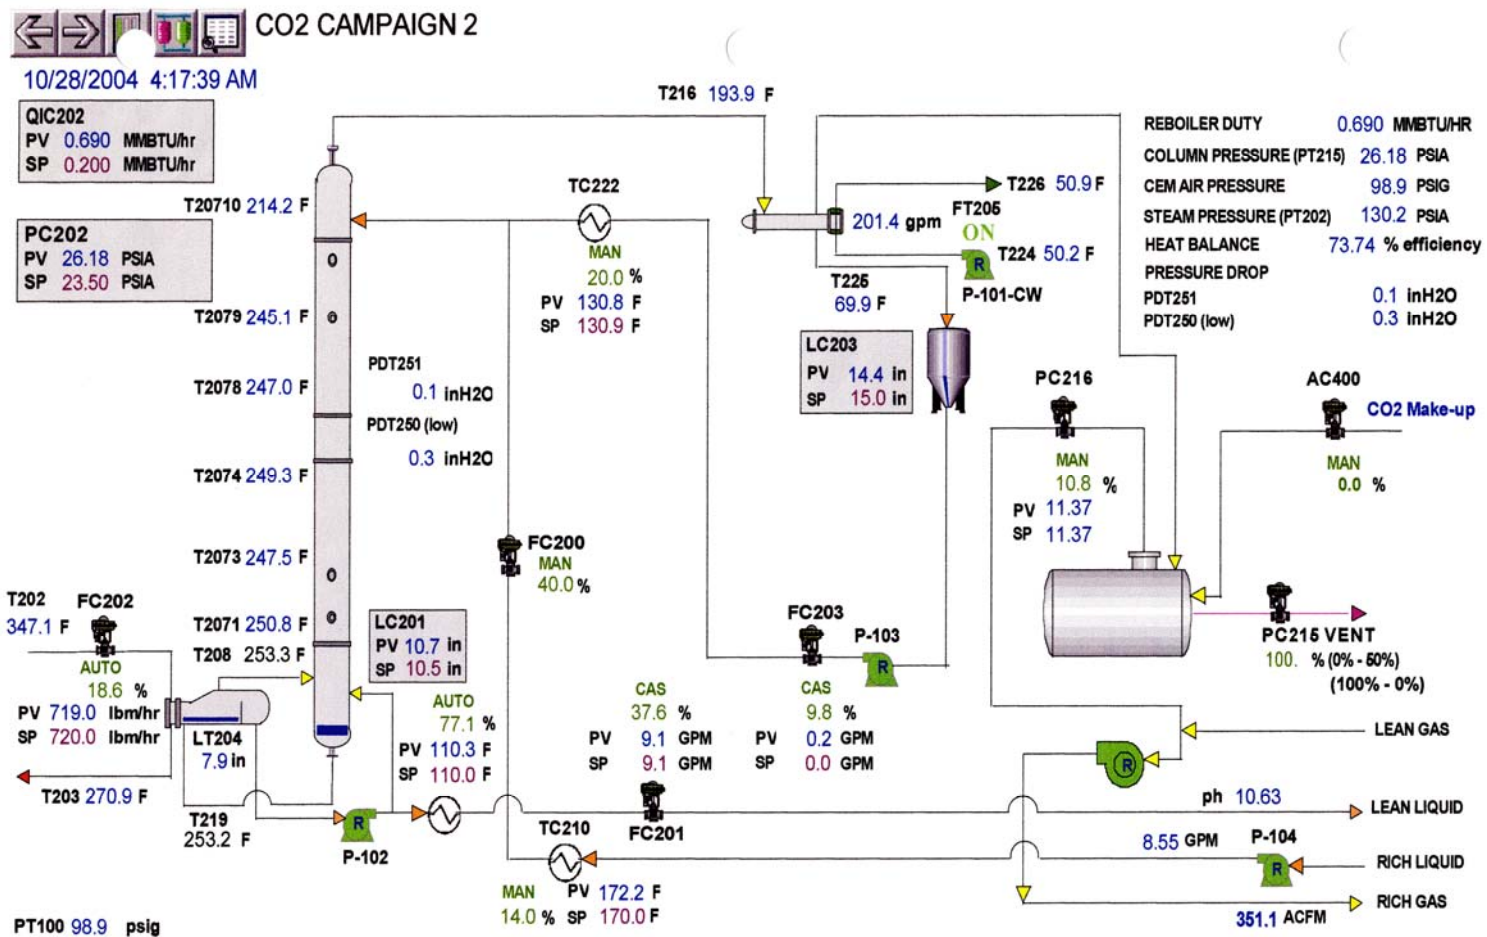 CO2 CAMPAIGN 2
10/28/2004 4:17:39 AM
QIC202
PV 0.690 MMBTU/hr
SP 0.200 MMBTU/hr
T20710 214.2 F
PC202
PV 26.18 PSIA
SP 23.50 PSIA
T2079 245.1 F
T2078 247.0 F
PDT251
0.1 inH2O
PDT250 (low)
0.3 inH2O
T2074 249.3 F
T2073 247.5 F
T2071 250.8 F
T208 253.3 F
T202
347.1 F
FC202
AUTO
18.6 %
PV 719.0 lbm/hr
SP 720.0 lbm/hr
LT204
7.9 in
T203 270.9 F
T219
253.2 F
PT100 98.9 psig
LC201
PV 10.7 in
SP 10.5 in
AUTO
77.1 %
PV 110.3 F
SP 110.0 F
R
P-102
FC200
MAN
40.0 %
TC222
MAN
20.0 %
PV 130.8 F
SP 130.9 F
T216 193.9 F
T226 50.9 F
201.4 gpm
FT205
ON
R
T224 50.2 F
P-101-CW
T225
69.9 F
LC203
PV 14.4 in
SP 15.0 in
REBOILER DUTY 0.690 MMBTU/HR
COLUMN PRESSURE (PT215) 26.18 PSIA
CEM AIR PRESSURE 98.9 PSIG
STEAM PRESSURE (PT202) 130.2 PSIA
HEAT BALANCE 73.74 % efficiency
PRESSURE DROP
PDT251 0.1 inH2O
PDT250 (low) 0.3 inH2O
PC216
MAN
10.8 %
PV 11.37
SP 11.37
AC400
CO2 Make-up
MAN
0.0 %
PC215 VENT
100. % (0% - 50%)
(100% - 0%)
FC203
P-103
R
CAS
9.8 %
PV 0.2 GPM
SP 0.0 GPM
CAS
37.6 %
PV 9.1 GPM
SP 9.1 GPM
FC201
TC210
MAN
14.0 %
PV 172.2 F
SP 170.0 F
LEAN GAS
R
ph 10.63
LEAN LIQUID
8.55 GPM
P-104
R
RICH LIQUID
RICH GAS
351.1 ACFM